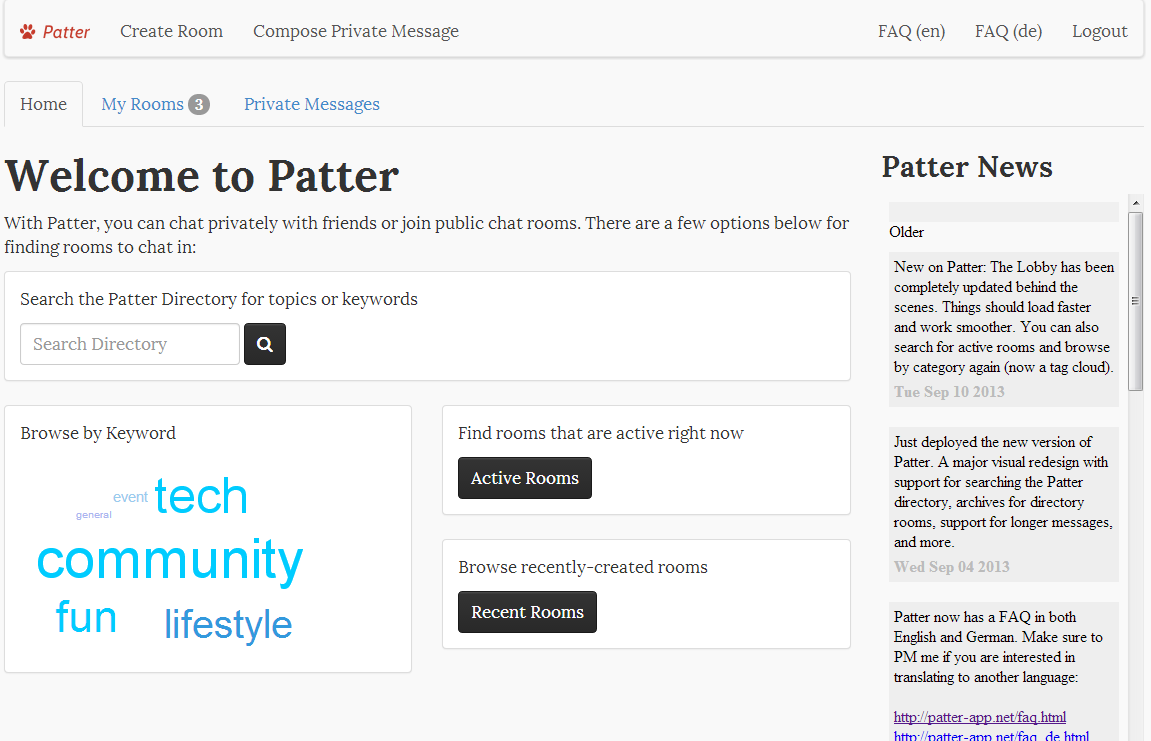 Patter
Create Room
Compose Private Message
FAQ (en)
FAQ (de)
Logout
Home
My Rooms 3
Private Messages
Welcome to Patter
With Patter, you can chat privately with friends or join public chat rooms. There are a few options below for
finding rooms to chat in:
Search the Patter Directory for topics or keywords
Search Directory
Browse by Keyword
event
tech
general
community
fun
lifestyle
Find rooms that are active right now
Active Rooms
Browse recently-created rooms
Recent Rooms
Patter News
Older
New on Patter: The Lobby has been
completely updated behind the
scenes. Things should load faster
and work smoother. You can also
search for active rooms and browse
by category again (now a tag cloud).
Tue Sep 10 2013
Just deployed the new version of
Patter. A major visual redesign with
support for searching the Patter
directory, archives for directory
rooms, support for longer messages,
and more.
Wed Sep 04 2013
Patter now has a FAQ in both
English and German. Make sure to
PM me if you are interested in
translating to another language:
http://patter-app.net/faq.html
http://patter-app.net/faq_de.html